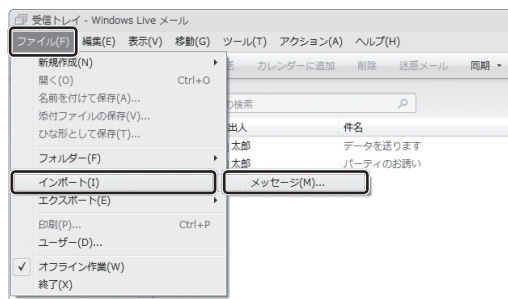 受信トレイ - Windows Live メール
ファイル(F) 編集(E) 表示(V) 移動(G) ツール(T) アクション(A) ヘルプ(H)
新規作成(N)
カレンダーに追加 削除 迷惑メール 同期
開く(O) Ctrl+O
名前を付けて保存(A)...
の検索
添付ファイルの保存(V)...
ひな形として保存(T)...
出人 件名
太郎 データを送ります
フォルダー(F)
太郎 パーティのお誘い
インポート(I) メッセージ(M)...
エクスポート(E)
印刷(P)... Ctrl+P
ユーザー(D)...
オフライン作業(W)
終了(X)